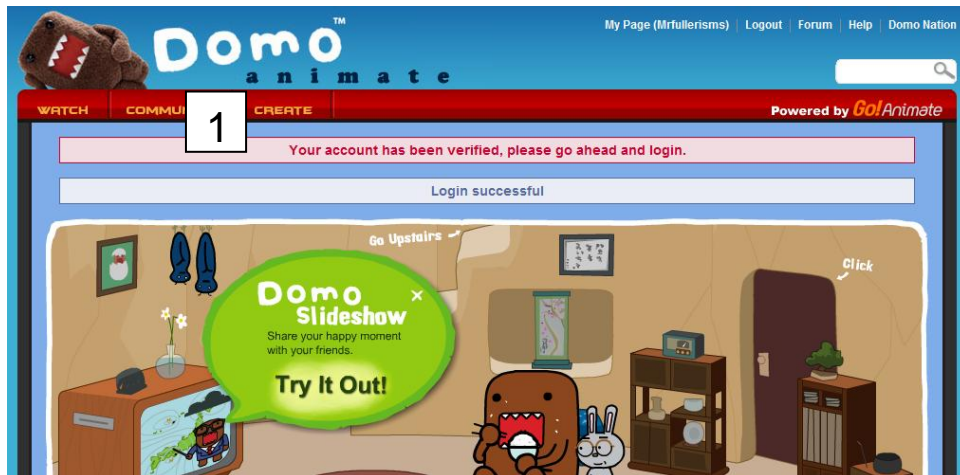 Domo™
animate
My Page (Mrfullerisms) | Logout | Forum | Help | Domo Nation
WATCH COMMU
1
CREATE
Powered by Go!Animate
Your account has been verified, please go ahead and login.
Login successful
Go Upstairs
Click
Domo
Slideshow
×
Share your happy moment
with your friends.
Try It Out!